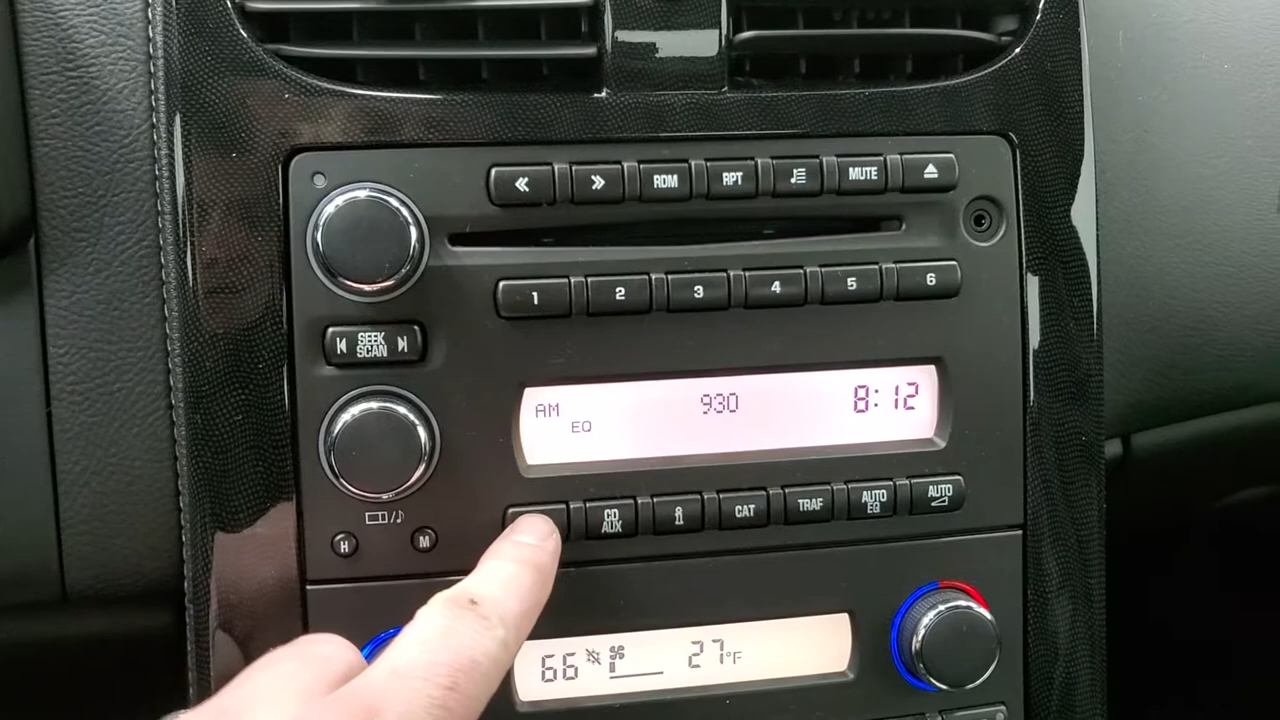 RDM RPT MUTE
1 2 3 4 5 6
SEEK
SCAN
AM 930 8:12
EQ
CD
AUX
i CAT TRAF AUTO
EQ
AUTO
H M
66 27°F